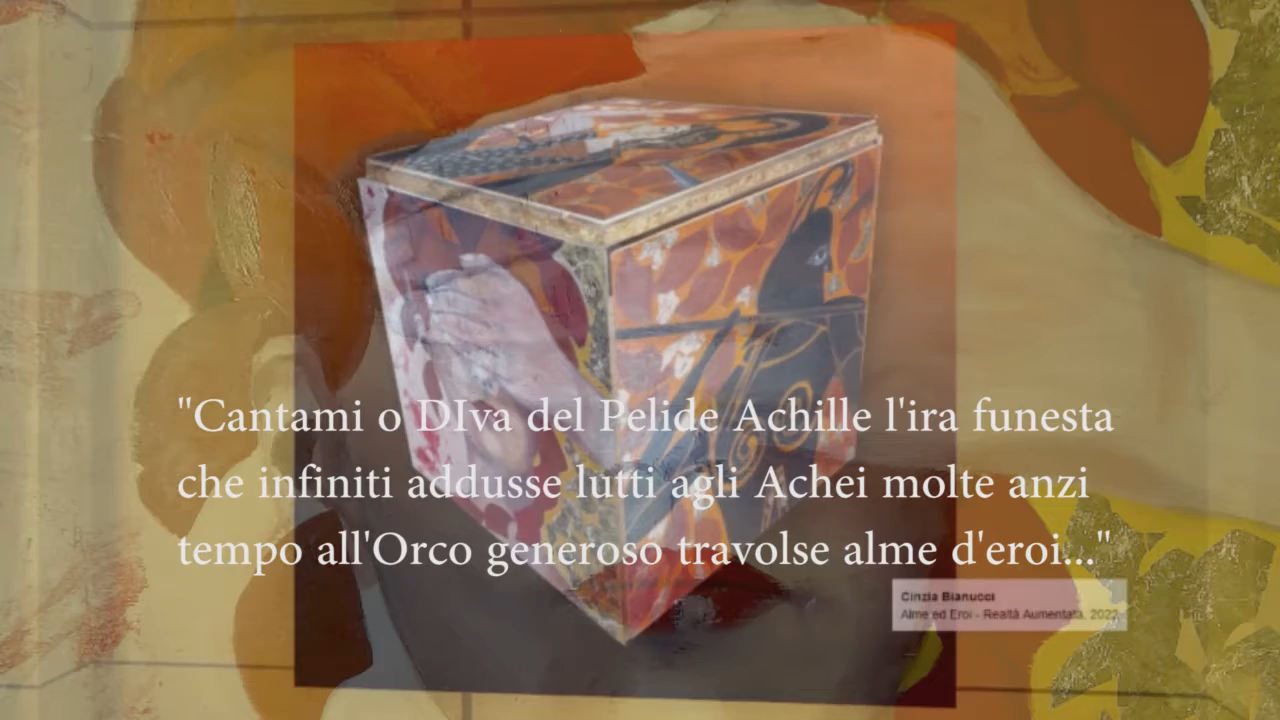 "Cantami o DIva del Pelide Achille l'ira funesta
che infiniti addusse lutti agli Achei molte anzi
tempo all'Orco generoso travolse alme d'eroi..."
Cinzia Bianucci
Alme ed Eroi - Realtà Aumentata, 2022